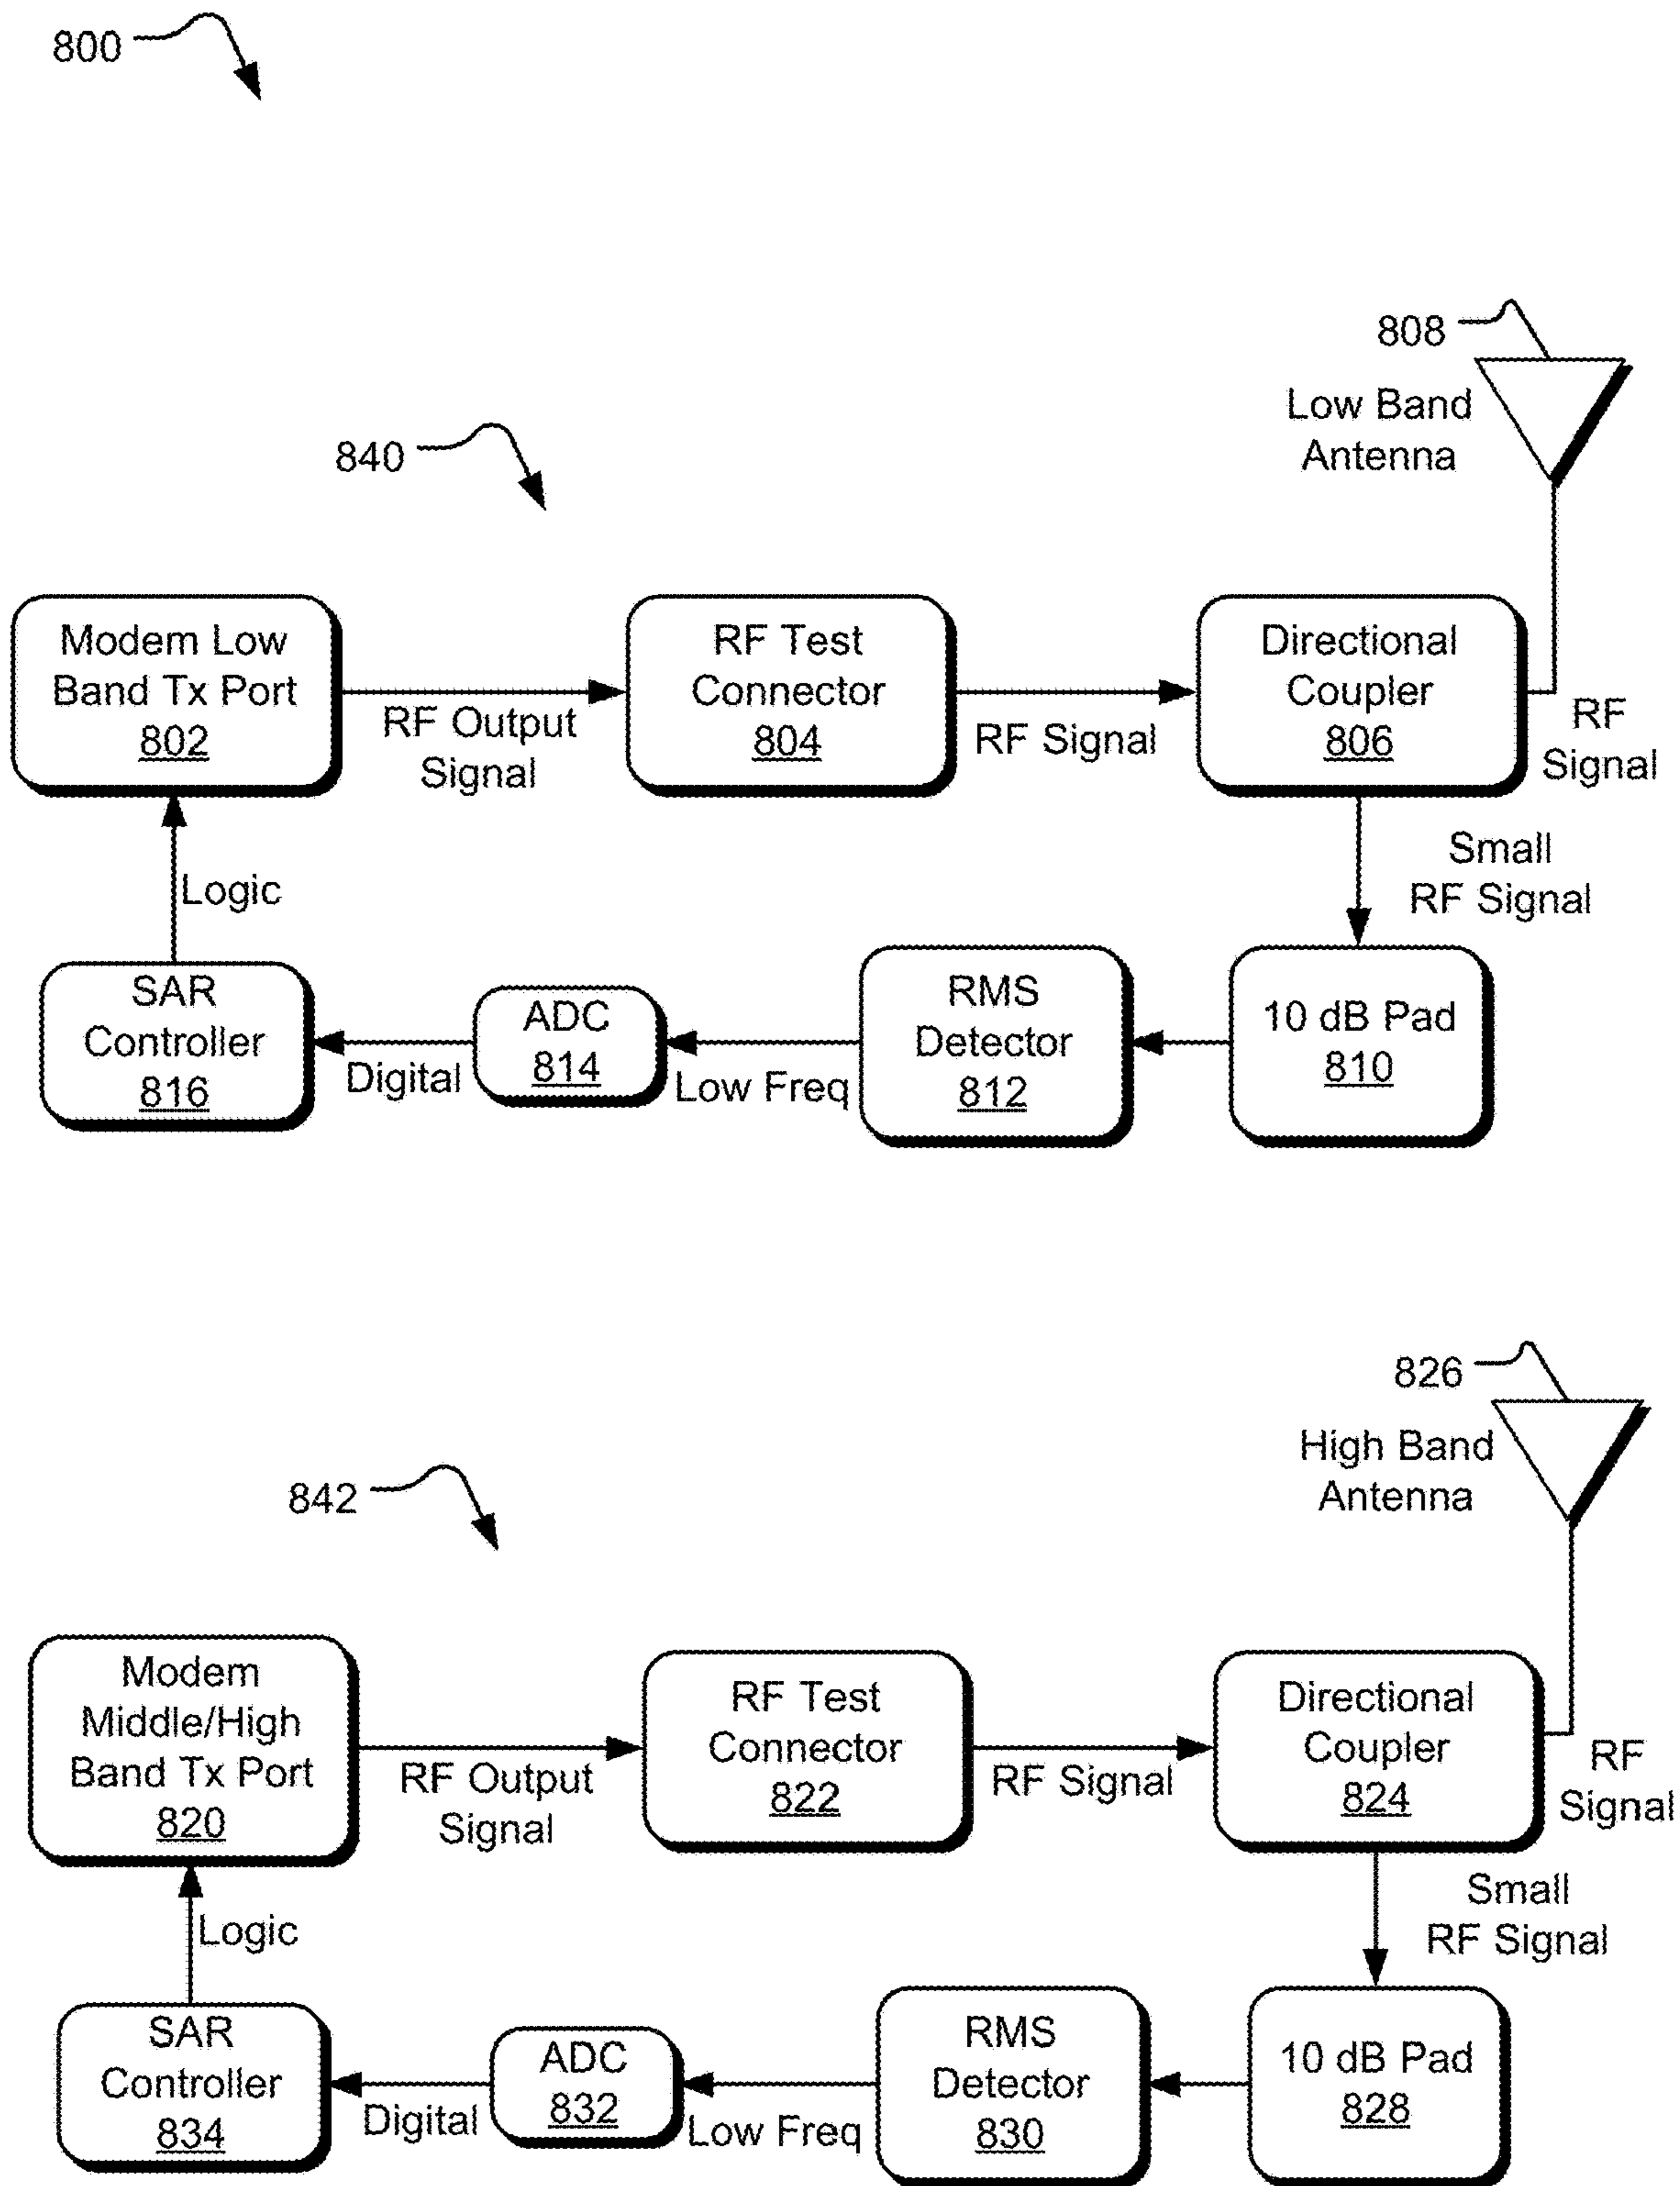 800
808
Low Band
Antenna
840
Modem Low
Band Tx Port
802
RF Output
Signal
RF Test
Connector
804
RF Signal
Directional
Coupler
806
RF
Signal
Small
RF Signal
Logic
SAR
Controller
816
Digital
ADC
814
Low Freq
RMS
Detector
812
10 dB Pad
810
826
High Band
Antenna
842
Modem
Middle/High
Band Tx Port
820
RF Output
Signal
RF Test
Connector
822
RF Signal
Directional
Coupler
824
RF
Signal
Small
RF Signal
Logic
SAR
Controller
834
Digital
ADC
832
Low Freq
RMS
Detector
830
10 dB Pad
828